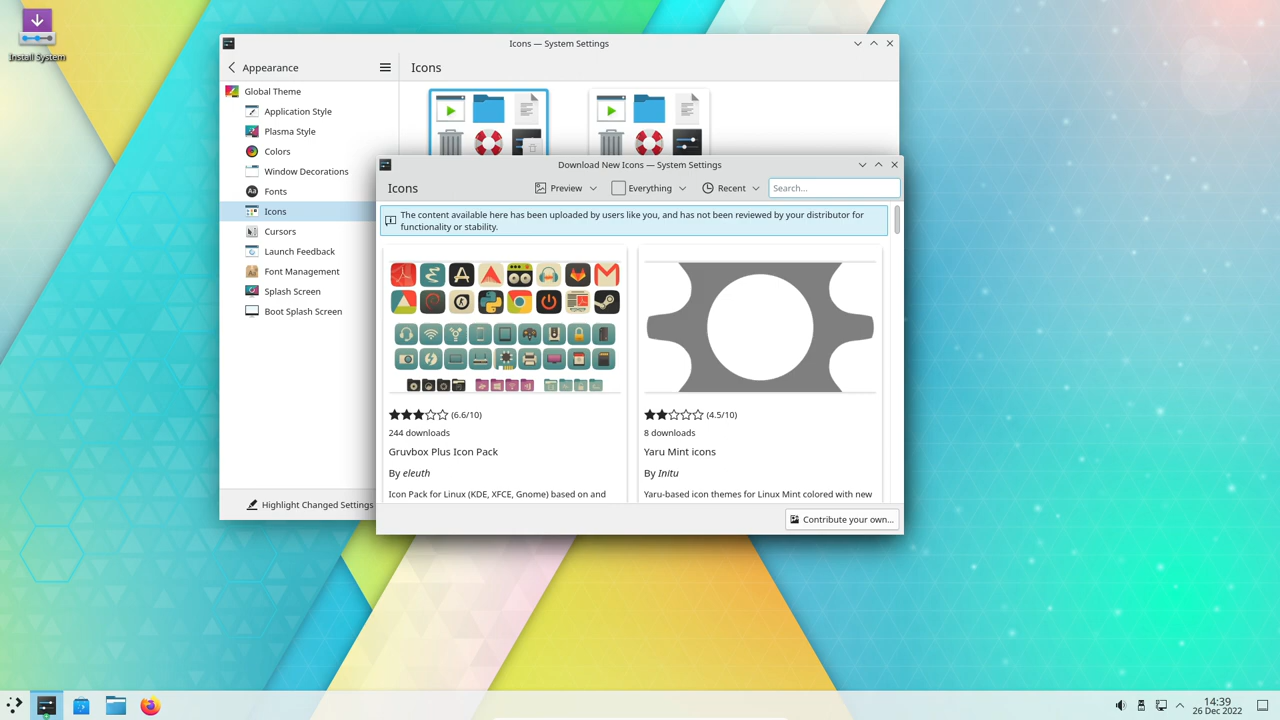 Install System
Icons — System Settings
Appearance
Icons
Global Theme
Application Style
Plasma Style
Colors
Window Decorations
Fonts
Icons
Cursors
Launch Feedback
Font Management
Splash Screen
Boot Splash Screen
Highlight Changed Settings
Download New Icons — System Settings
Icons
Preview
Everything
Recent
Search...
The content available here has been uploaded by users like you, and has not been reviewed by your distributor for
functionality or stability.
(6.6/10)
244 downloads
Gruvbox Plus Icon Pack
By eleuth
Icon Pack for Linux (KDE, XFCE, Gnome) based on and
(4.5/10)
8 downloads
Yaru Mint icons
By Initu
Yaru-based icon themes for Linux Mint colored with new
Contribute your own...
14:39
26 Dec 2022